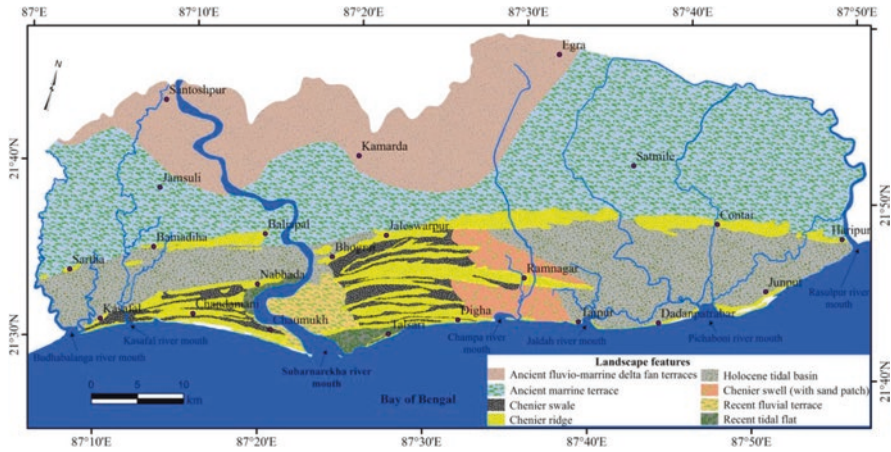 87°E 87°10'E 87°20'E 87°30'E 87°40'E 87°50'E
N
Egra
Santoshpur
Kamarda
21°40'N
Satmile
Jamsuli
21°50'N
Contai
Baliapal
Jaleswarpur
Haripur
Bamadiha
Bhograi
Sartha
Ramnagar
Nabhada
Junput
Rasulpur river
mouth
Kasafal
Chandamani
Digha
Tajpur
Dadanpatrabar
Chaumukh
Talsari
21°30'N
Budhabalanga river
mouth
Kasafal river
mouth
Champa river
mouth
Jaldah river
mouth
Pichaboni river
mouth
Subarnarekha river
mouth
Landscape features
Ancient fluvio-marrine delta fan terraces
Ancient marrine terrace
Chenier swale
Chenier ridge
Holocene tidal basin
Chenier swell (with sand patch)
Recent fluvial terrace
Recent tidal flat
0 5 10 20
km
Bay of Bengal
21°40'N
87°10'E 87°20'E 87°30'E 87°40'E 87°50'E